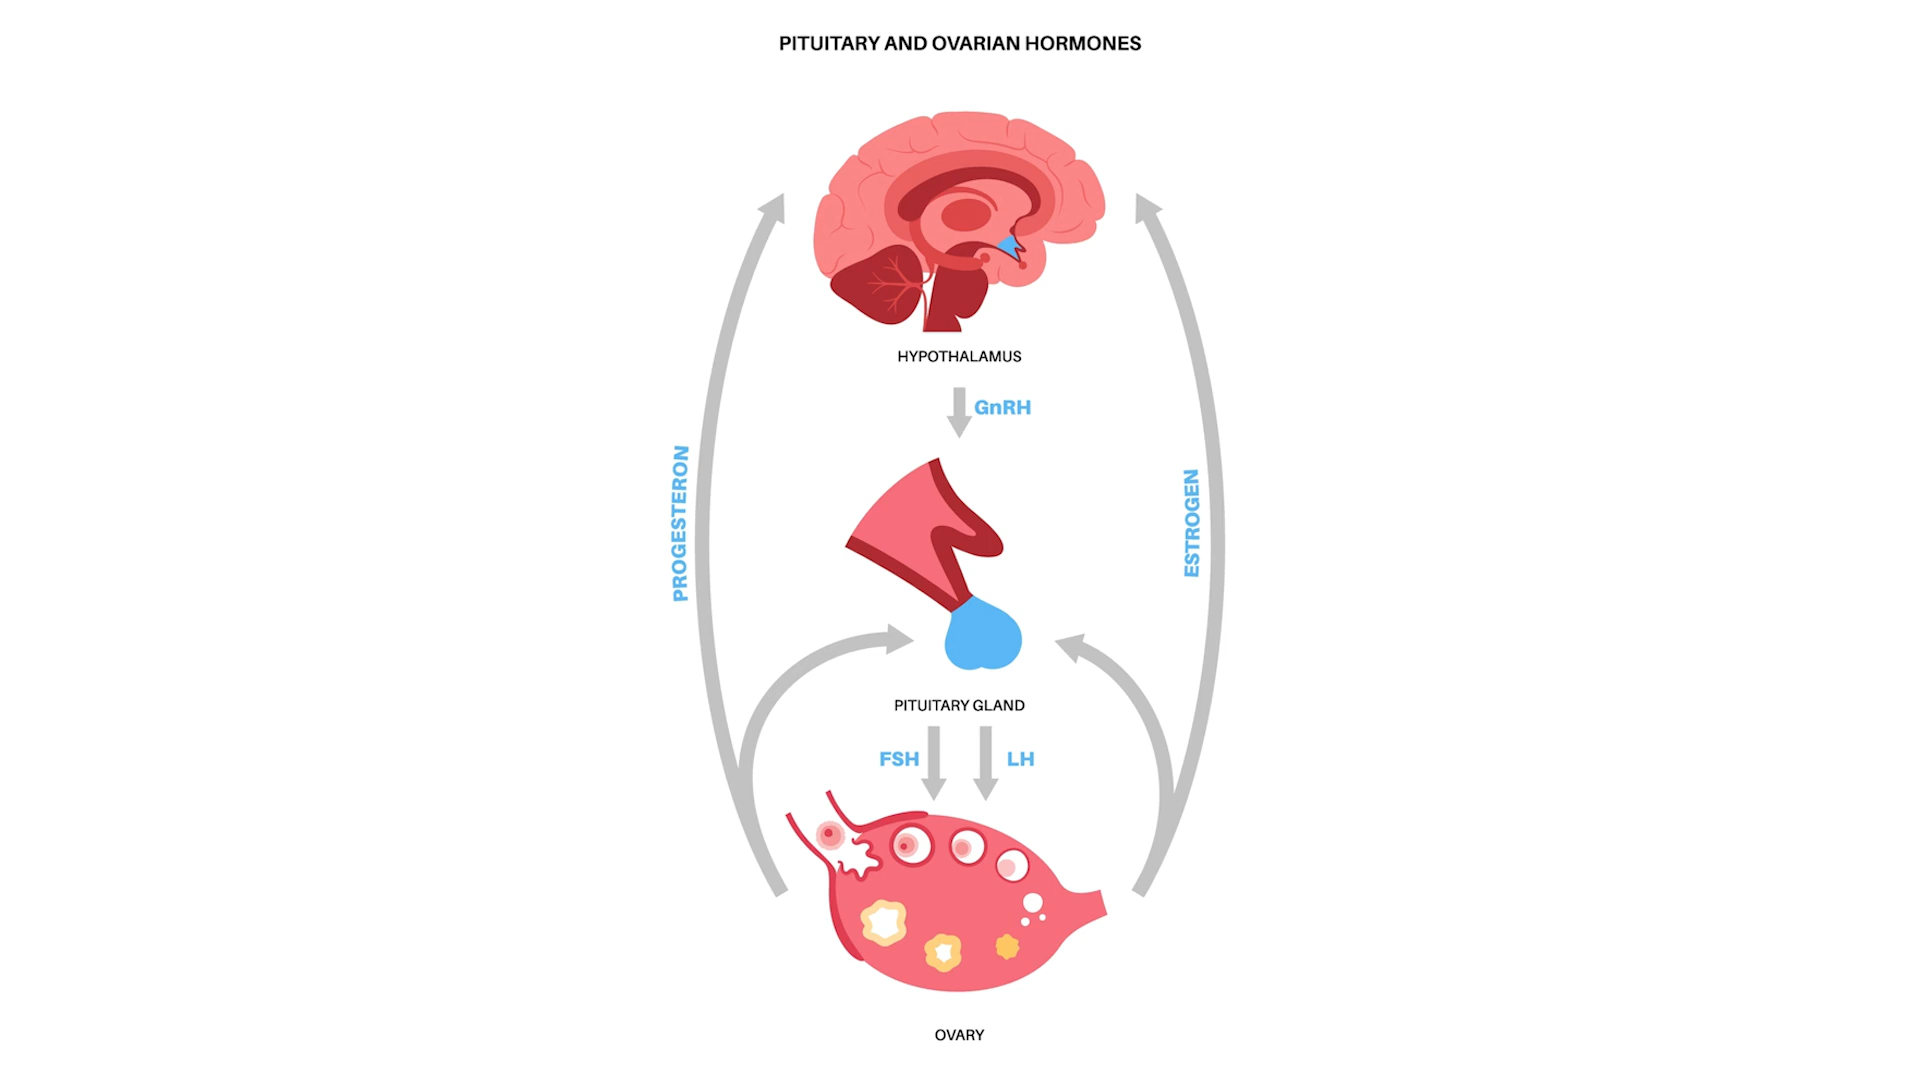 PITUITARY AND OVARIAN HORMONES
HYPOTHALAMUS
GnRH
PROGESTERON
ESTROGEN
PITUITARY GLAND
FSH
LH
OVARY